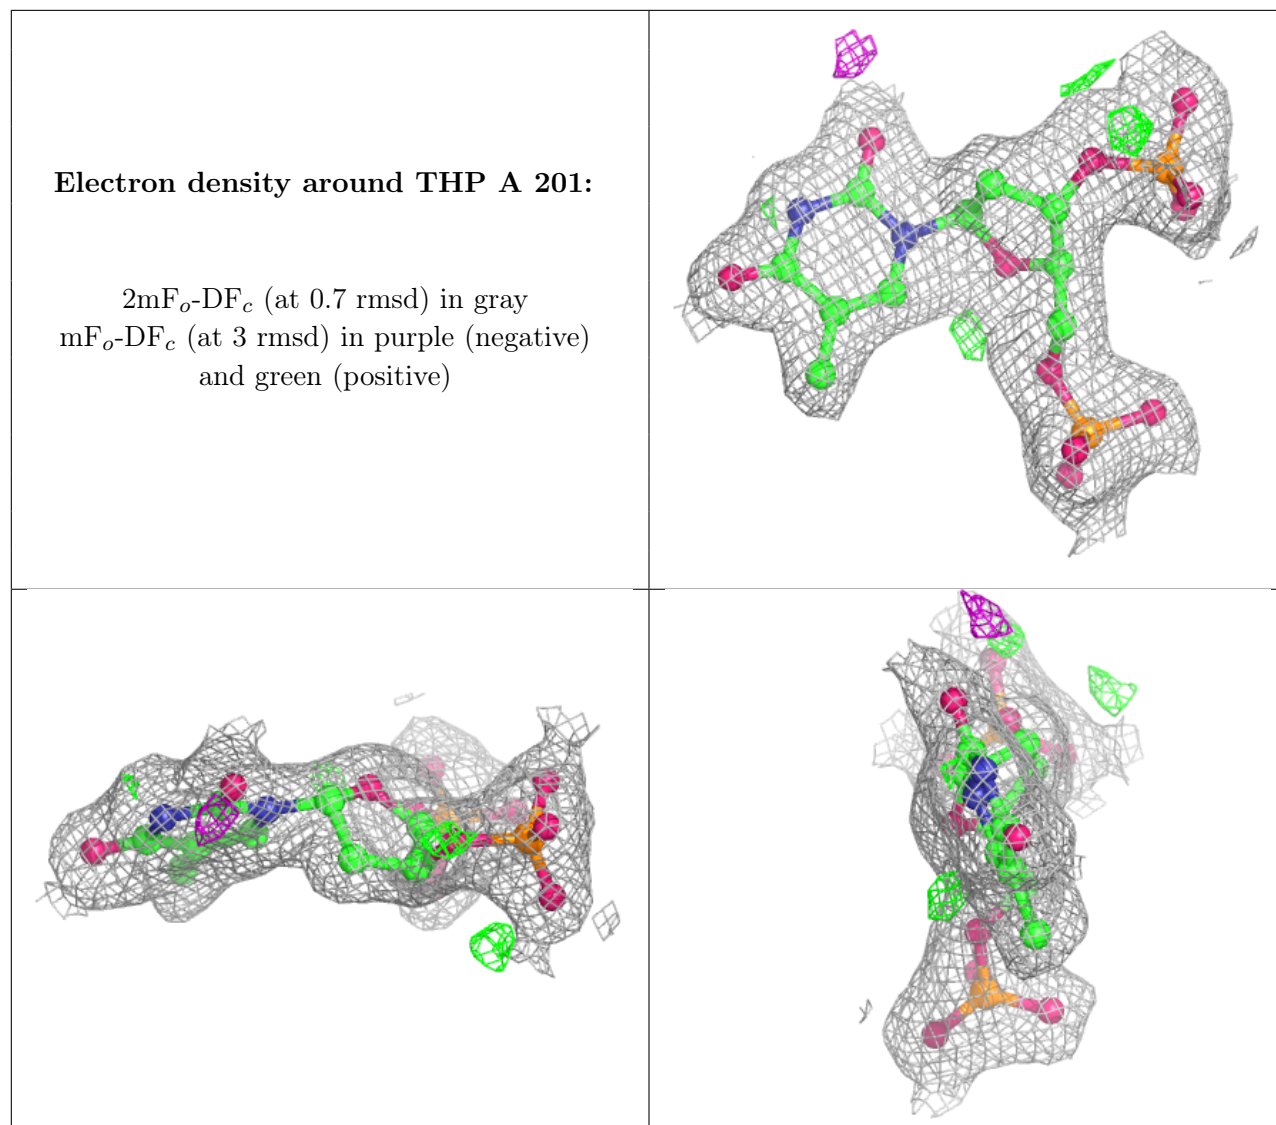 Electron density around THP A 201:
2mFo-DFc (at 0.7 rmsd) in gray
mFo-DFc (at 3 rmsd) in purple (negative)
and green (positive)